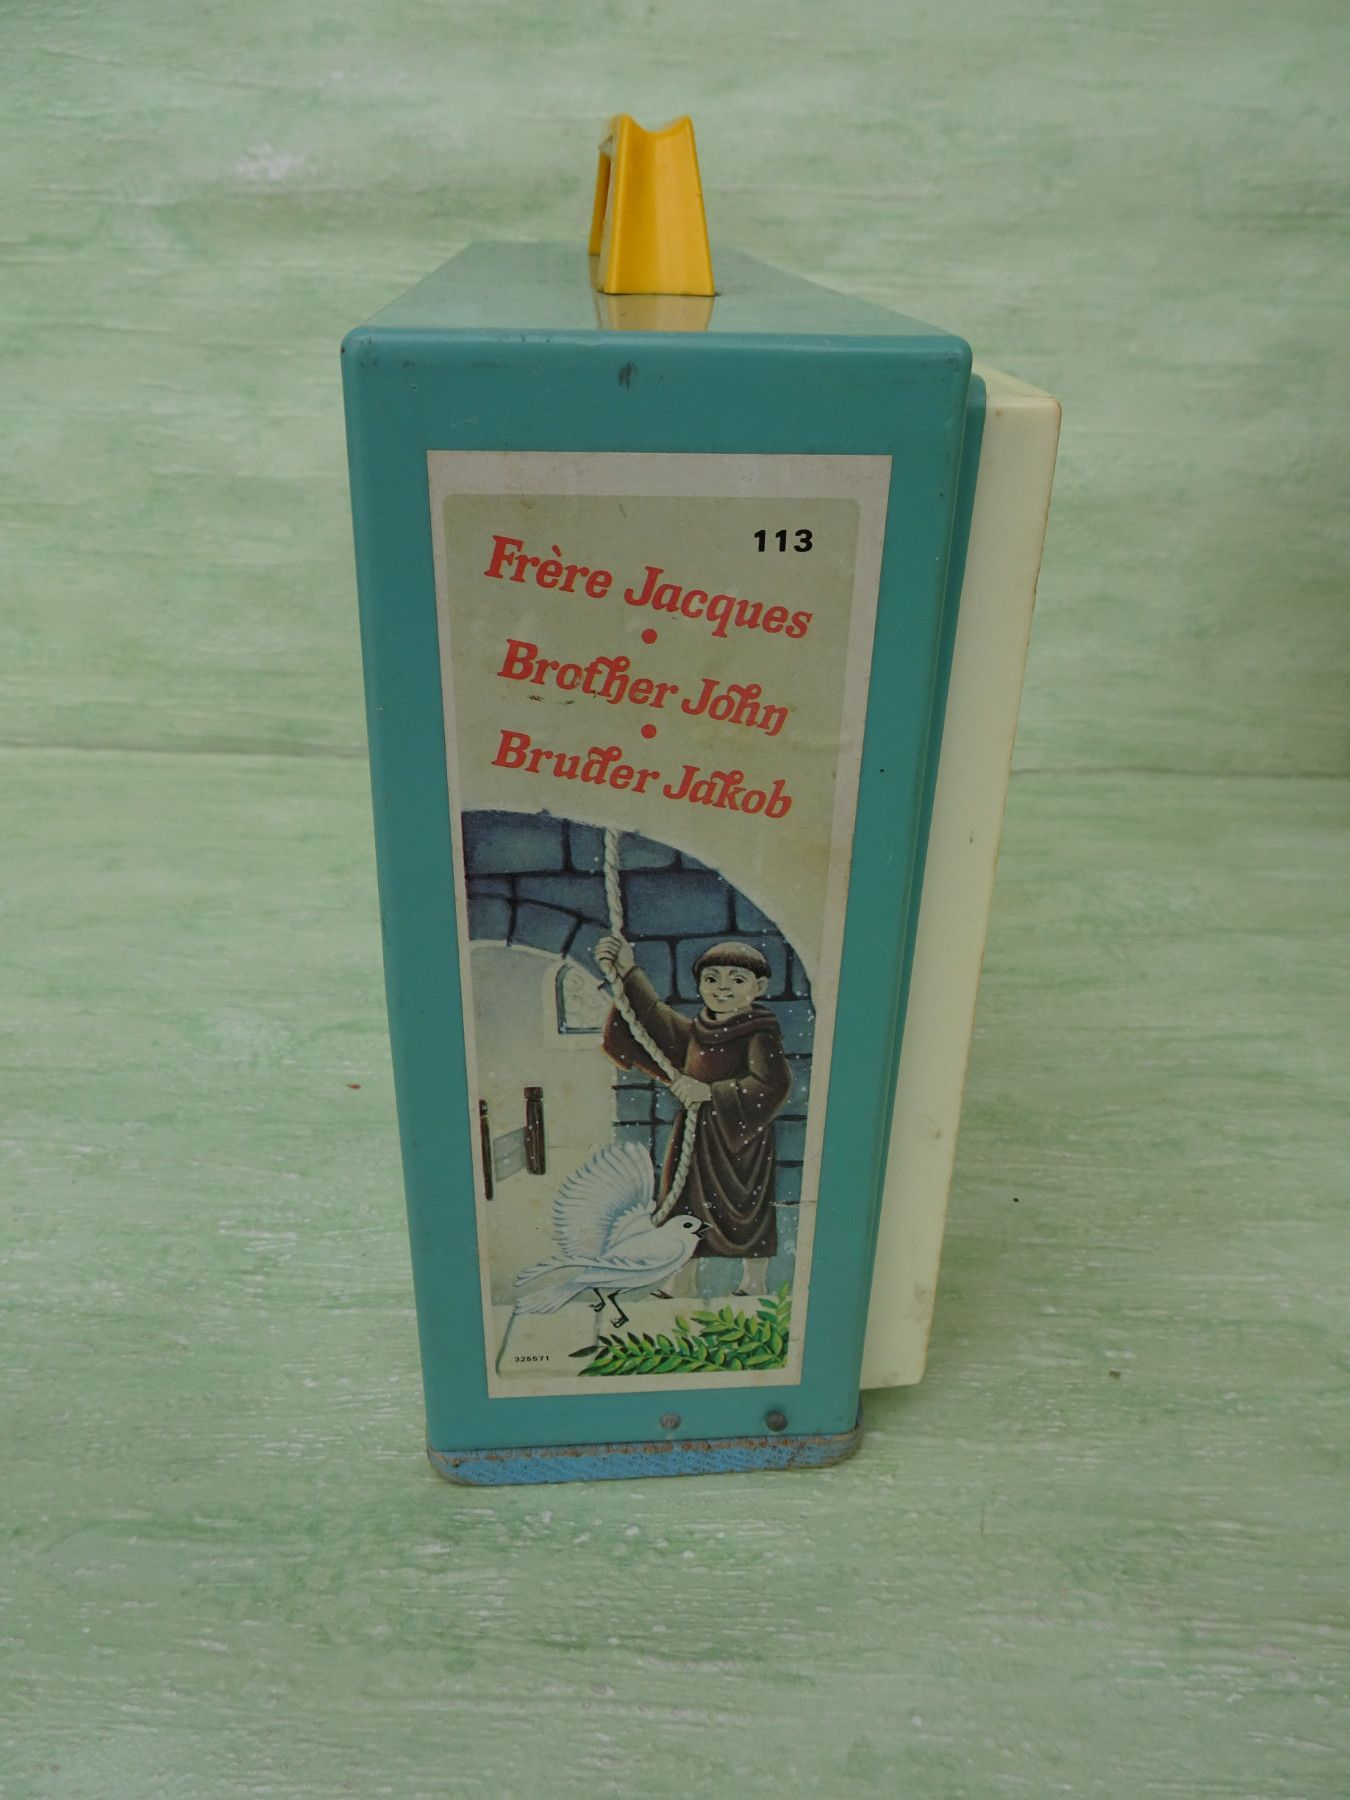 113
Frère Jacques
•
Brother John
•
Bruder Jakob
325571